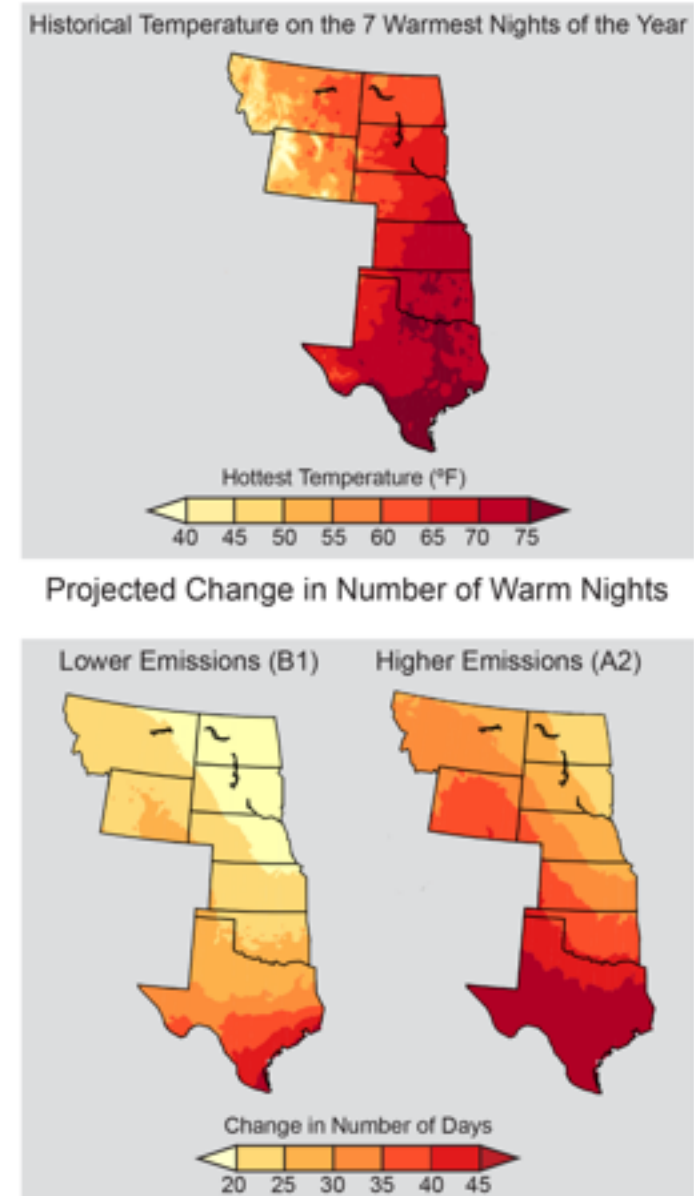 Historical Temperature on the 7 Warmest Nights of the Year
Hottest Temperature (ºF)
40 45 50 55 60 65 70 75
Projected Change in Number of Warm Nights
Lower Emissions (B1) Higher Emissions (A2)
Change in Number of Days
20 25 30 35 40 45